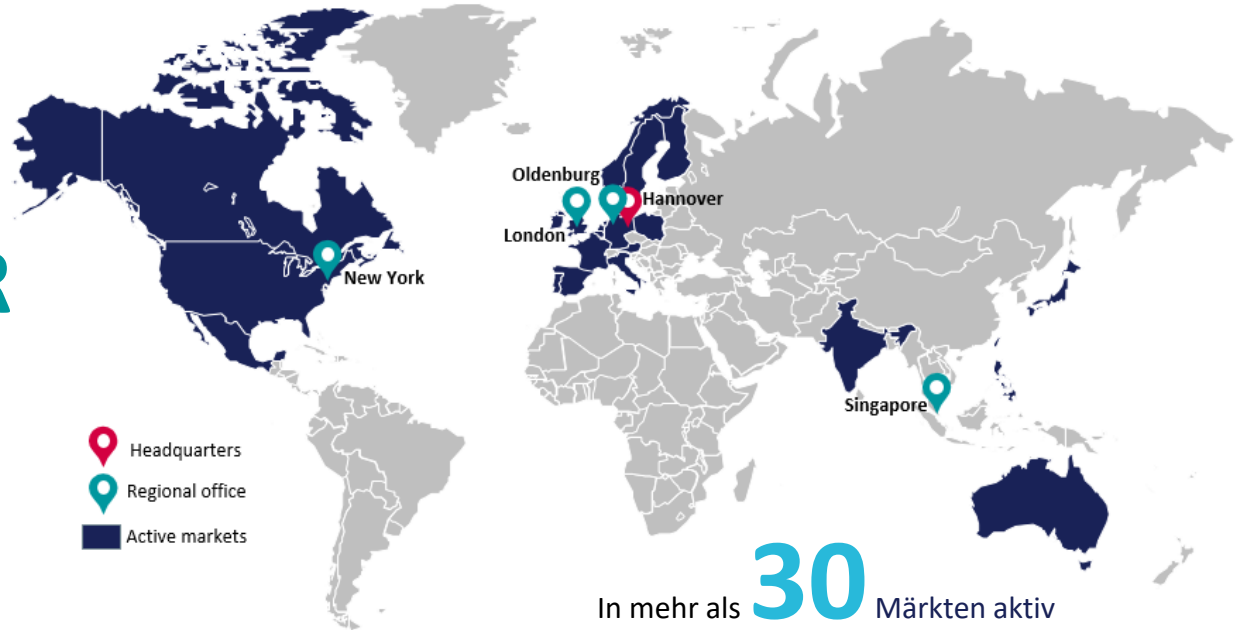 Oldenburg
Hannover
London
R
New York
Singapore
Headquarters
Regional office
Active markets
In mehr als 30 Märkten aktiv